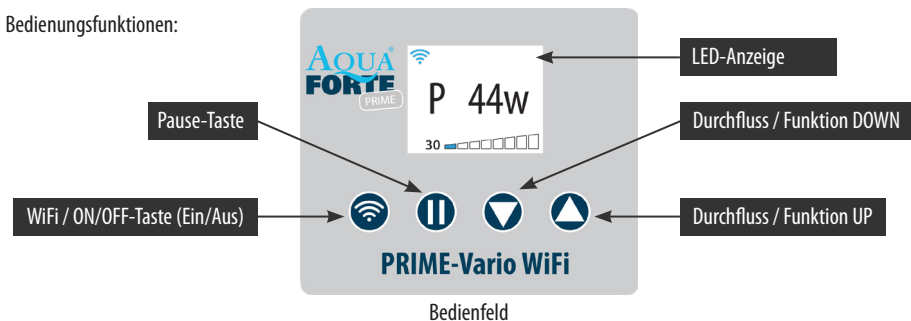 Bedienungsfunktionen:
AQUA
FORTE
PRIME
P 44w
30
LED-Anzeige
Pause-Taste
Durchfluss / Funktion DOWN
WiFi / ON/OFF-Taste (Ein/Aus)
Durchfluss / Funktion UP
PRIME-Vario WiFi
Bedienfeld